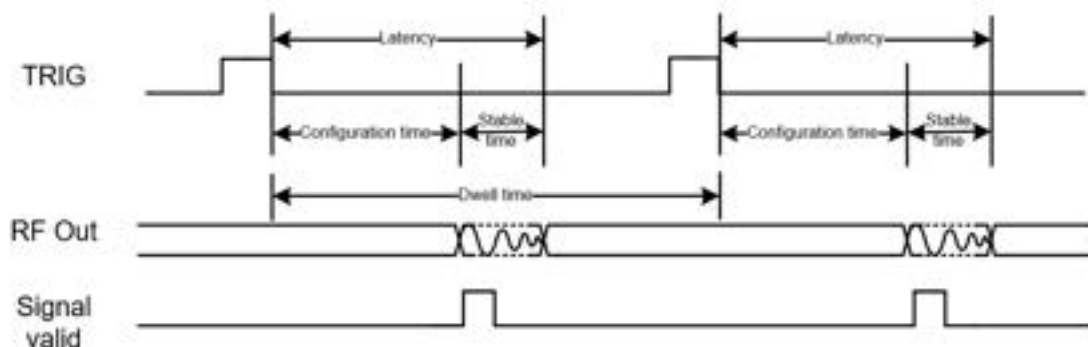 Latency
Latency
TRIG
Configuration time
Stable
time
Configuration time
Stable
time
Dwell time
RF Out
Signal
valid